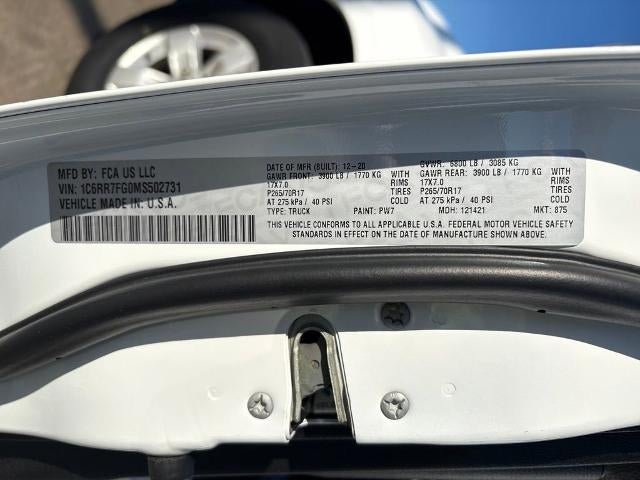 MFD BY: FCA US LLC
VIN: 1C6RR7FG0MS502731
VEHICLE MADE IN: U.S.A.
DATE OF MFR (BUILT): 12-20
GAWR FRONT: 3900 LB / 1770 KG WITH
17X7.0 RIMS
P265/70R17 TIRES
AT 275 kPa / 40 PSI COLD
TYPE: TRUCK PAINT: PW7
GVWR: 6800 LB / 3085 KG
GAWR REAR: 3900 LB / 1770 KG WITH
17X7.0 RIMS
P265/70R17 TIRES
AT 275 kPa / 40 PSI COLD
MDH: 121421 MKT: 875
THIS VEHICLE CONFORMS TO ALL APPLICABLE U.S.A. FEDERAL MOTOR VEHICLE SAFETY
STANDARDS IN EFFECT ON THE DATE OF MANUFACTURE SHOWN ABOVE.